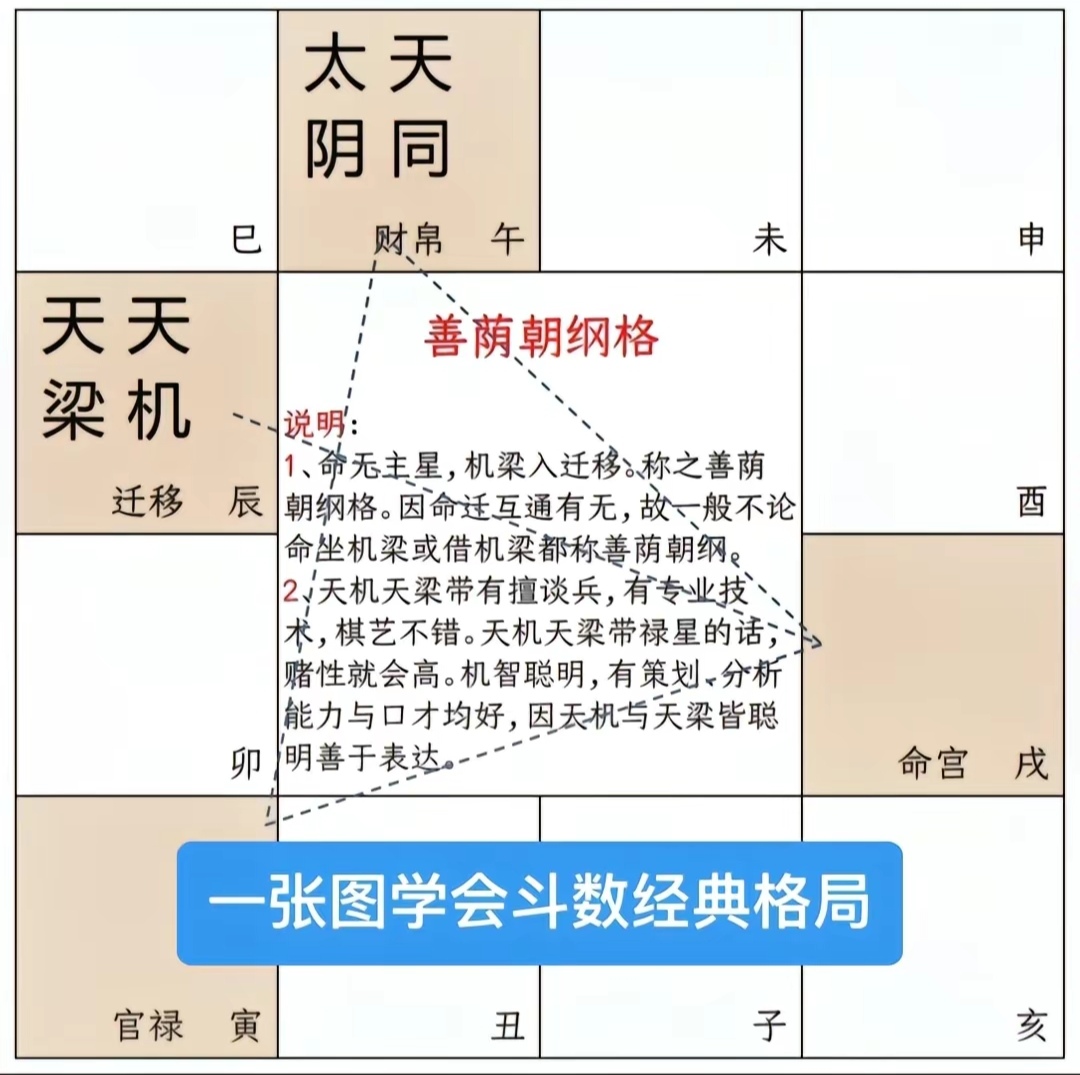 太 天
阴 同
财帛 午
巳
未
申
天 天
梁 机
迁移 辰
善荫朝纲格
说明：
1、命无主星，机梁入迁移。称之善荫
朝纲格。因命迁互通有无，故一般不论
命坐机梁或借机梁都称善荫朝纲。
2、天机天梁带有擅谈兵，有专业技
术，棋艺不错。天机天梁带禄星的话，
赌性就会高。机智聪明，有策划、分析
能力与口才均好，因天机与天梁皆聪
明善于表达。
酉
卯
命宫 戌
一张图学会斗数经典格局
官禄 寅
丑
子
亥